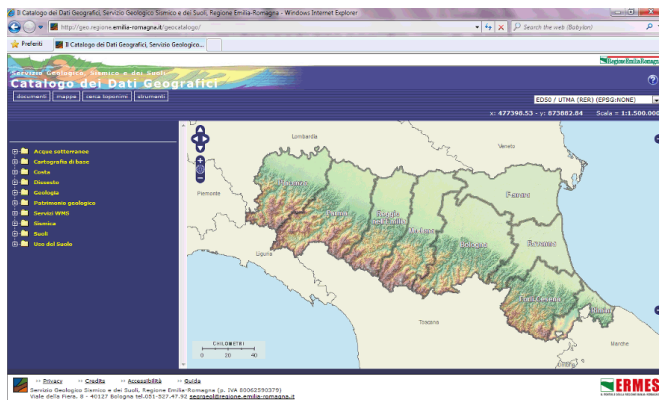 Il Catalogo dei Dati Geografici, Servizio Geologico Sismico e dei Suoli, Regione Emilia-Romagna - Windows Internet Explorer
http://geo.regione.emilia-romagna.it/geocatalogo/
Search the web (Babylon)
Preferiti
Il Catalogo dei Dati Geografici, Servizio Geologico...
Regione Emilia Romagna
Servizio Geologico, Sismico e dei Suoli
Catalogo dei Dati Geografici
documenti mappe cerca toponimi strumenti
ED50 / UTMA (RER) (EPSG:NONE)
x: 477398.53 - y: 873882.84 Scala = 1:1.500.000
Acque sotterranee
Cartografia di base
Costa
Dissesto
Geologia
Patrimonio geologico
Servizi WMS
Sismica
Suoli
Uso del Suolo
Lombardia
Veneto
Piemonte
Piacenza
Parma
Reggio nell'Emilia
Modena
Ferrara
Bologna
Ravenna
Liguria
Forlì-Cesena
Rimini
Toscana
Marche
CHILOMETRI
0 20 40
Privacy Credits Accessibilità Guida
Servizio Geologico Sismico e dei Suoli, Regione Emilia-Romagna (p. IVA 80062590379)
Viale della Fiera, 8 - 40127 Bologna tel.051-527.47.92 segrgeol@regione.emilia-romagna.it
ERMES